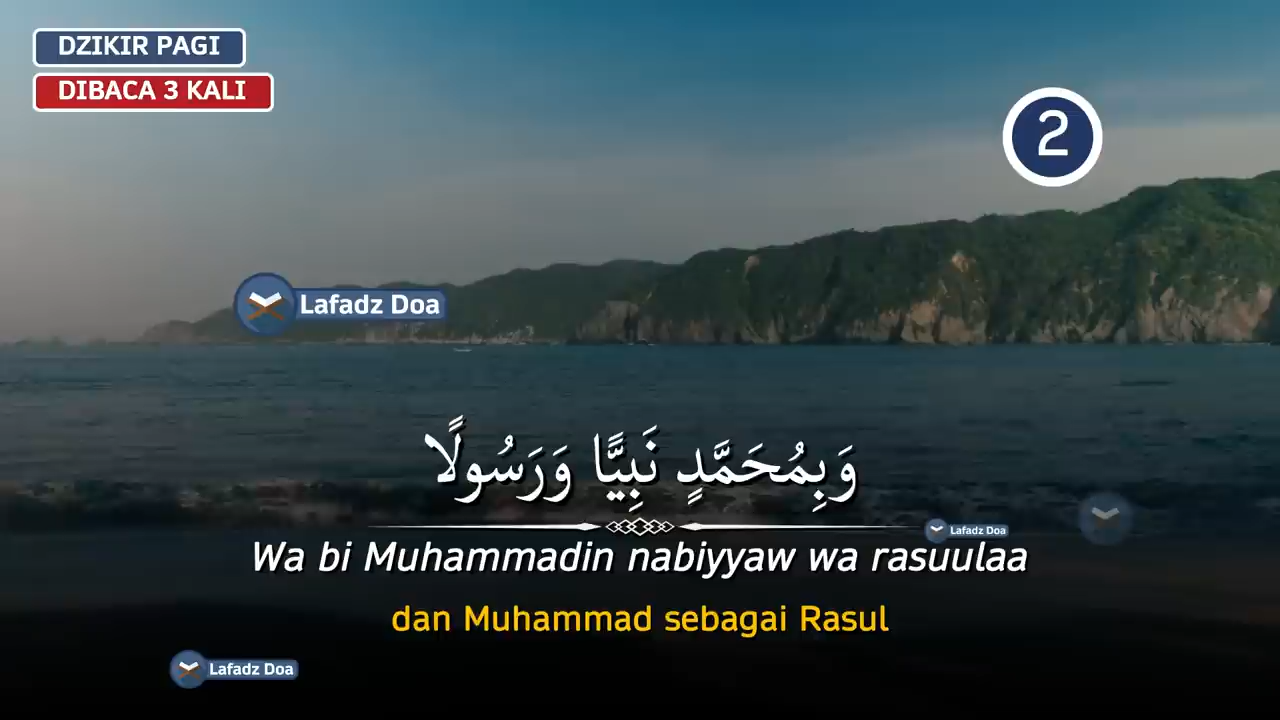 DZIKIR PAGI
DIBACA 3 KALI
2
Lafadz Doa
وَبِمُحَمَّدٍ نَبِيًّا وَرَسُولًا
Lafadz Doa
Wa bi Muhammadin nabiyyaw wa rasuulaa
dan Muhammad sebagai Rasul
Lafadz Doa